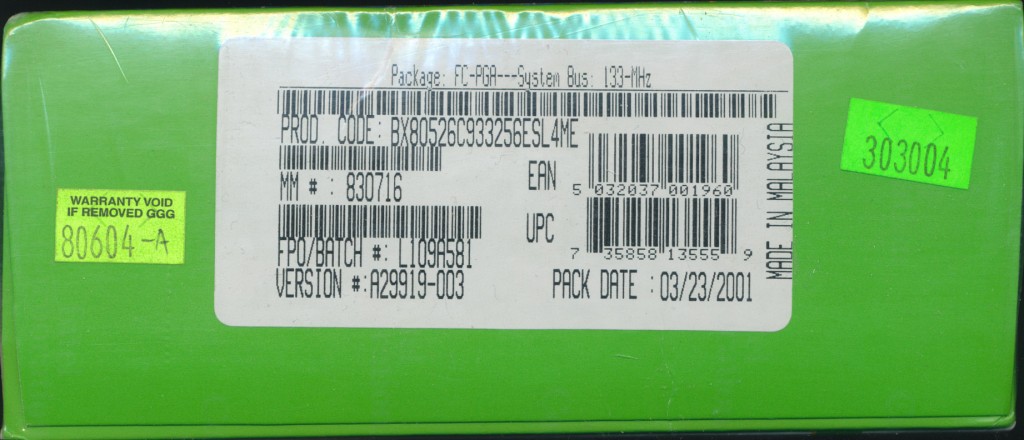 Package: FC-PGA---System Bus: 133-MHz
PROD. CODE: BX80526C933256ESL4ME
MM # : 830716
EAN
5 032037 001960
FPO/BATCH #: L109A581
UPC
7 35858 13555 9
VERSION #:A29919-003
PACK DATE : 03/23/2001
MADE IN MALAYSIA
WARRANTY VOID
IF REMOVED GGG
80604-A
303004